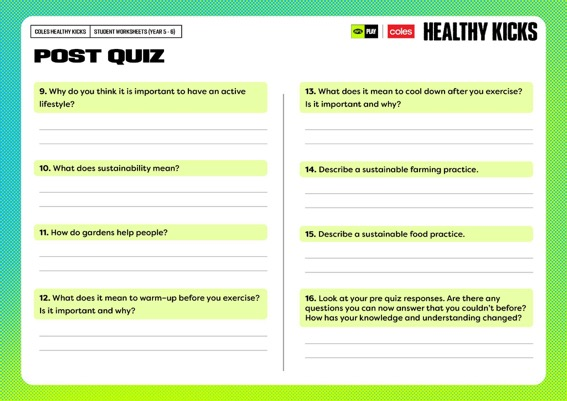 COLES HEALTHY KICKS STUDENT WORKSHEETS (YEAR 5 - 6)
PLAY coles HEALTHY KICKS
POST QUIZ
9. Why do you think it is important to have an active
lifestyle?
10. What does sustainability mean?
11. How do gardens help people?
12. What does it mean to warm-up before you exercise?
Is it important and why?
13. What does it mean to cool down after you exercise?
Is it important and why?
14. Describe a sustainable farming practice.
15. Describe a sustainable food practice.
16. Look at your pre quiz responses. Are there any
questions you can now answer that you couldn't before?
How has your knowledge and understanding changed?